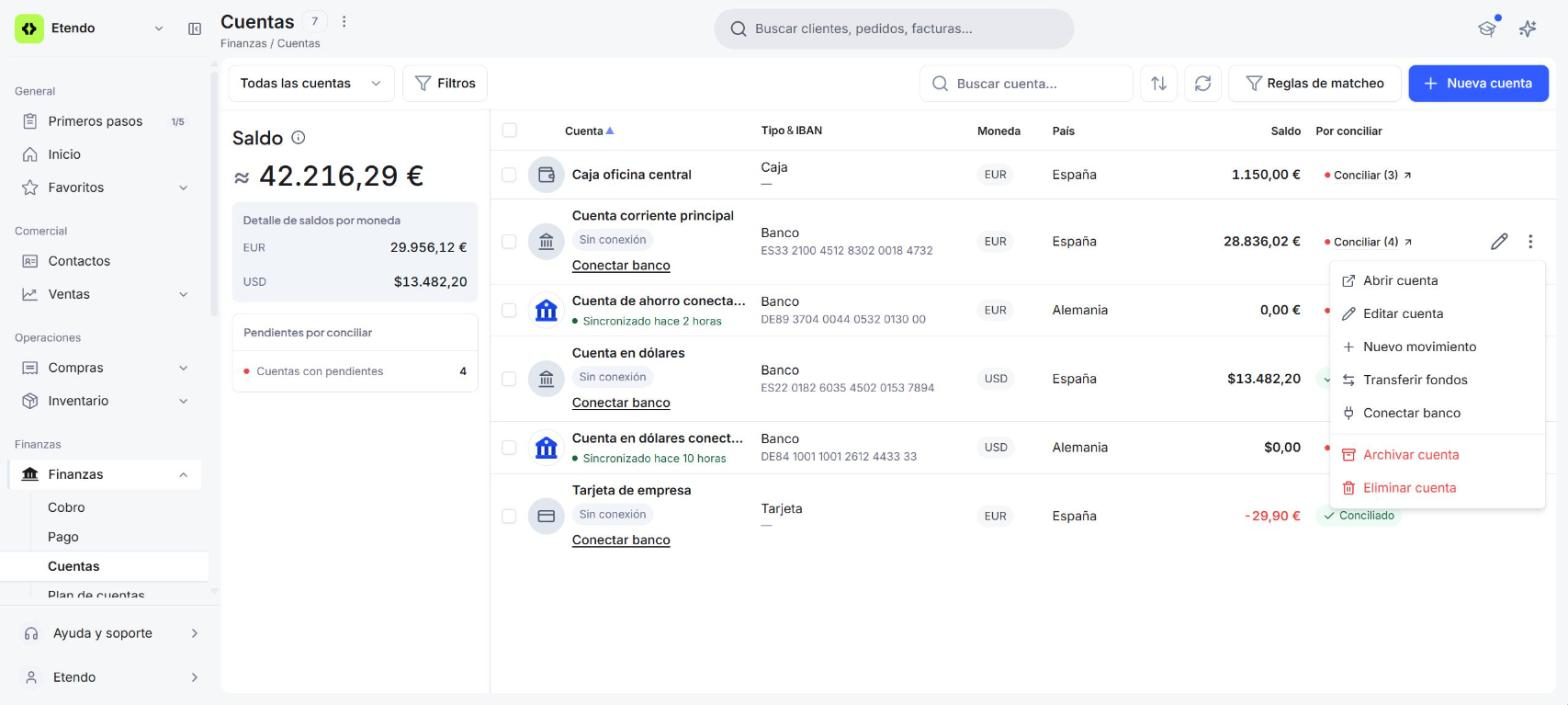 Etendo
Cuentas 7
Finanzas / Cuentas
Buscar clientes, pedidos, facturas...
General
Primeros pasos 1/5
Inicio
Favoritos
Comercial
Contactos
Ventas
Operaciones
Compras
Inventario
Finanzas
Finanzas
Cobro
Pago
Cuentas
Plan de cuentas
Ayuda y soporte
Etendo
Todas las cuentas
Filtros
Buscar cuenta...
Reglas de matcheo
+ Nueva cuenta
Saldo
≈ 42.216,29 €
Detalle de saldos por moneda
EUR 29.956,12 €
USD $13.482,20
Pendientes por conciliar
Cuentas con pendientes 4
Cuenta Tipo & IBAN Moneda País Saldo Por conciliar
Caja oficina central Caja EUR España 1.150,00 € Conciliar (3)
—
Cuenta corriente principal
Sin conexión
Conectar banco
Banco
ES33 2100 4512 8302 0018 4732
EUR España 28.836,02 € Conciliar (4)
Cuenta de ahorro conecta...
Sincronizado hace 2 horas
Banco
DE89 3704 0044 0532 0130 00
EUR Alemania 0,00 €
Cuenta en dólares
Sin conexión
Conectar banco
Banco
ES22 0182 6035 4502 0153 7894
USD España $13.482,20
Cuenta en dólares conect...
Sincronizado hace 10 horas
Banco
DE84 1001 1001 2612 4433 33
USD Alemania $0,00
Tarjeta de empresa
Sin conexión
Conectar banco
Tarjeta
—
EUR España -29,90 € Conciliado
Abrir cuenta
Editar cuenta
Nuevo movimiento
Transferir fondos
Conectar banco
Archivar cuenta
Eliminar cuenta